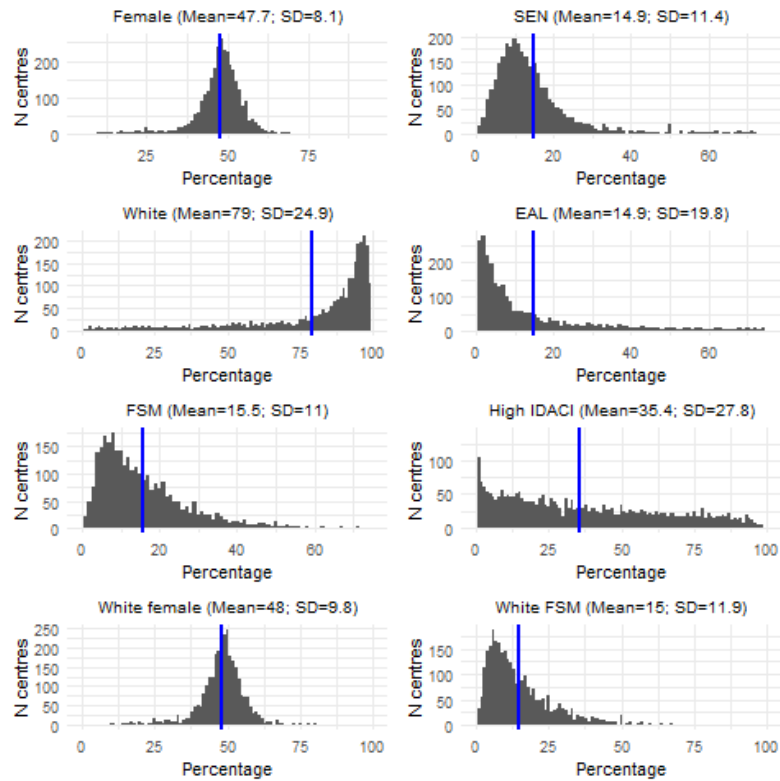 Female (Mean=47.7; SD=8.1)
N centres
200
100
0
25
50
75
Percentage
SEN (Mean=14.9; SD=11.4)
N centres
200
150
100
50
0
0
20
40
60
Percentage
White (Mean=79; SD=24.9)
N centres
200
150
100
50
0
0
25
50
75
100
Percentage
EAL (Mean=14.9; SD=19.8)
N centres
200
100
0
0
20
40
60
Percentage
FSM (Mean=15.5; SD=11)
N centres
150
100
50
0
0
20
40
60
Percentage
High IDACI (Mean=35.4; SD=27.8)
N centres
100
50
0
0
25
50
75
100
Percentage
White female (Mean=48; SD=9.8)
N centres
250
200
150
100
50
0
0
25
50
75
100
Percentage
White FSM (Mean=15; SD=11.9)
N centres
150
100
50
0
0
25
50
75
100
Percentage